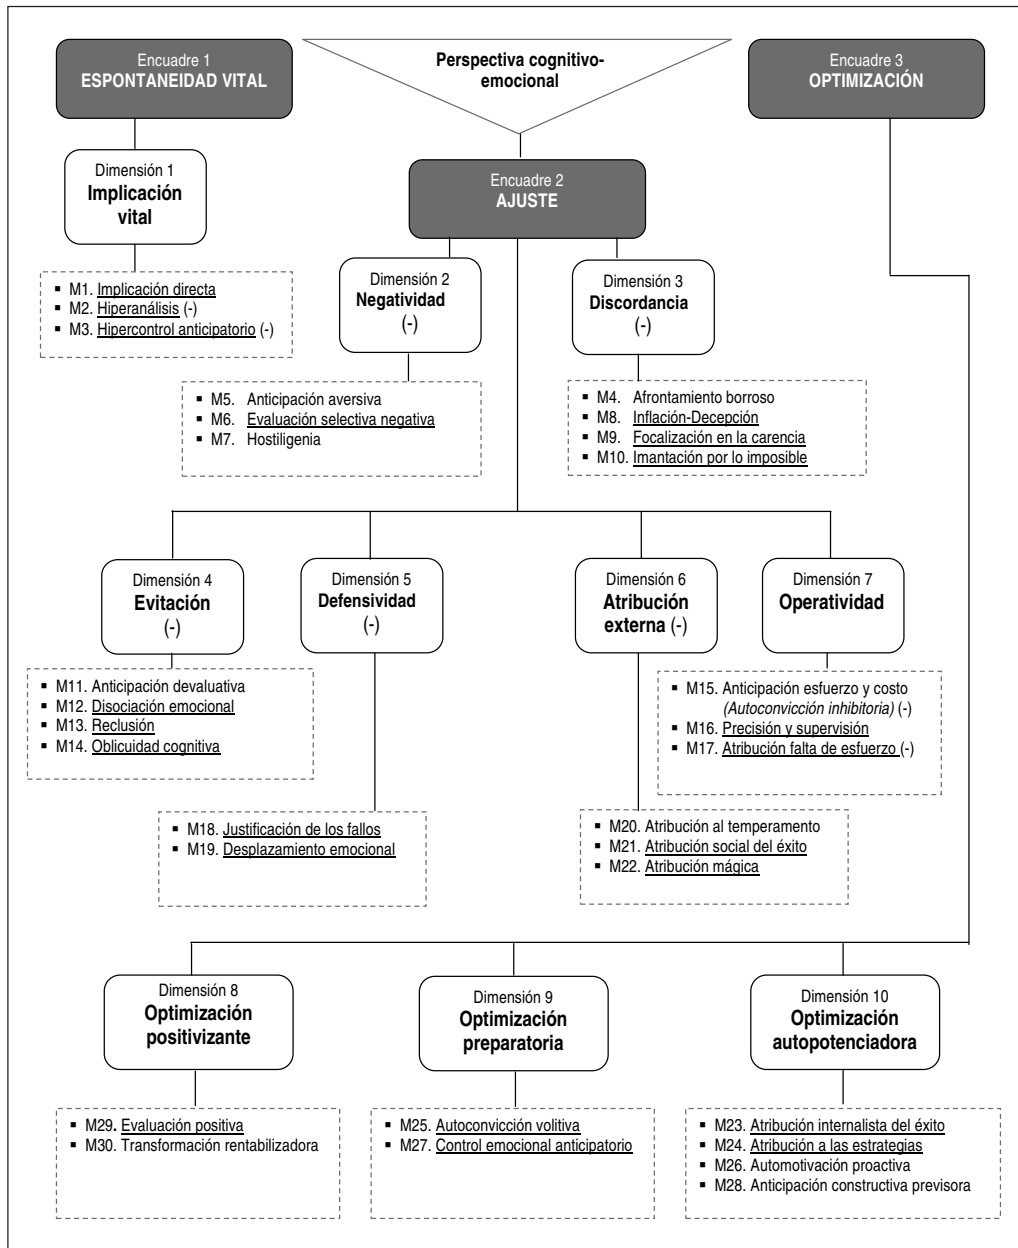 Encuadre 1
ESPONTANEIDAD VITAL
Perspectiva cognitivo-
emocional
Encuadre 3
OPTIMIZACIÓN
Dimensión 1
Implicación
vital
Encuadre 2
AJUSTE
▪ M1. Implicación directa
▪ M2. Hiperanálisis (-)
▪ M3. Hipercontrol anticipatorio (-)
Dimensión 2
Negatividad
(-)
Dimensión 3
Discordancia
(-)
▪ M5. Anticipación aversiva
▪ M6. Evaluación selectiva negativa
▪ M7. Hostiligenia
▪ M4. Afrontamiento borroso
▪ M8. Inflación-Decepción
▪ M9. Focalización en la carencia
▪ M10. Imantación por lo imposible
Dimensión 4
Evitación
(-)
Dimensión 5
Defensividad
(-)
Dimensión 6
Atribución
externa (-)
Dimensión 7
Operatividad
▪ M11. Anticipación devaluativa
▪ M12. Disociación emocional
▪ M13. Reclusión
▪ M14. Oblicuidad cognitiva
▪ M15. Anticipación esfuerzo y costo
(Autoconvicción inhibitoria) (-)
▪ M16. Precisión y supervisión
▪ M17. Atribución falta de esfuerzo (-)
▪ M18. Justificación de los fallos
▪ M19. Desplazamiento emocional
▪ M20. Atribución al temperamento
▪ M21. Atribución social del éxito
▪ M22. Atribución mágica
Dimensión 8
Optimización
positivizante
Dimensión 9
Optimización
preparatoria
Dimensión 10
Optimización
autopotenciadora
▪ M29. Evaluación positiva
▪ M30. Transformación rentabilizadora
▪ M25. Autoconvicción volitiva
▪ M27. Control emocional anticipatorio
▪ M23. Atribución internalista del éxito
▪ M24. Atribución a las estrategias
▪ M26. Automotivación proactiva
▪ M28. Anticipación constructiva previsora